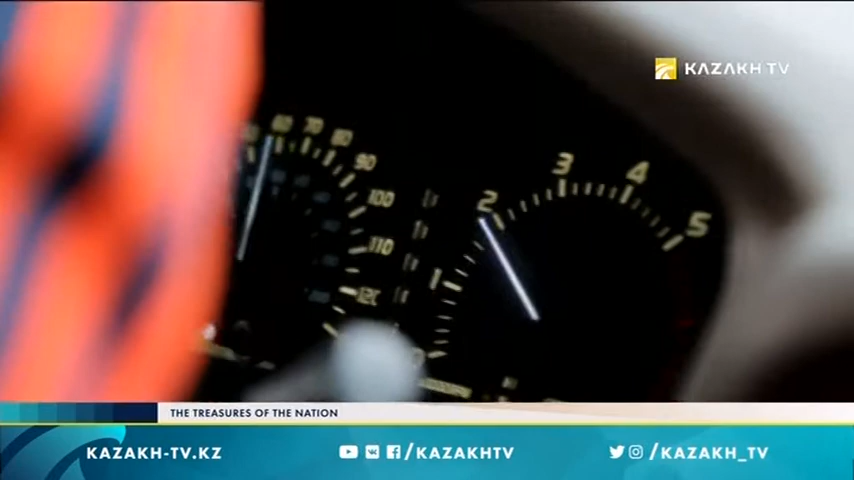 KAZAKH TV
60
70
80
90
100
110
120
1
2
3
4
5
THE TREASURES OF THE NATION
KAZAKH-TV.KZ
/KAZAKHTV
/KAZAKH_TV